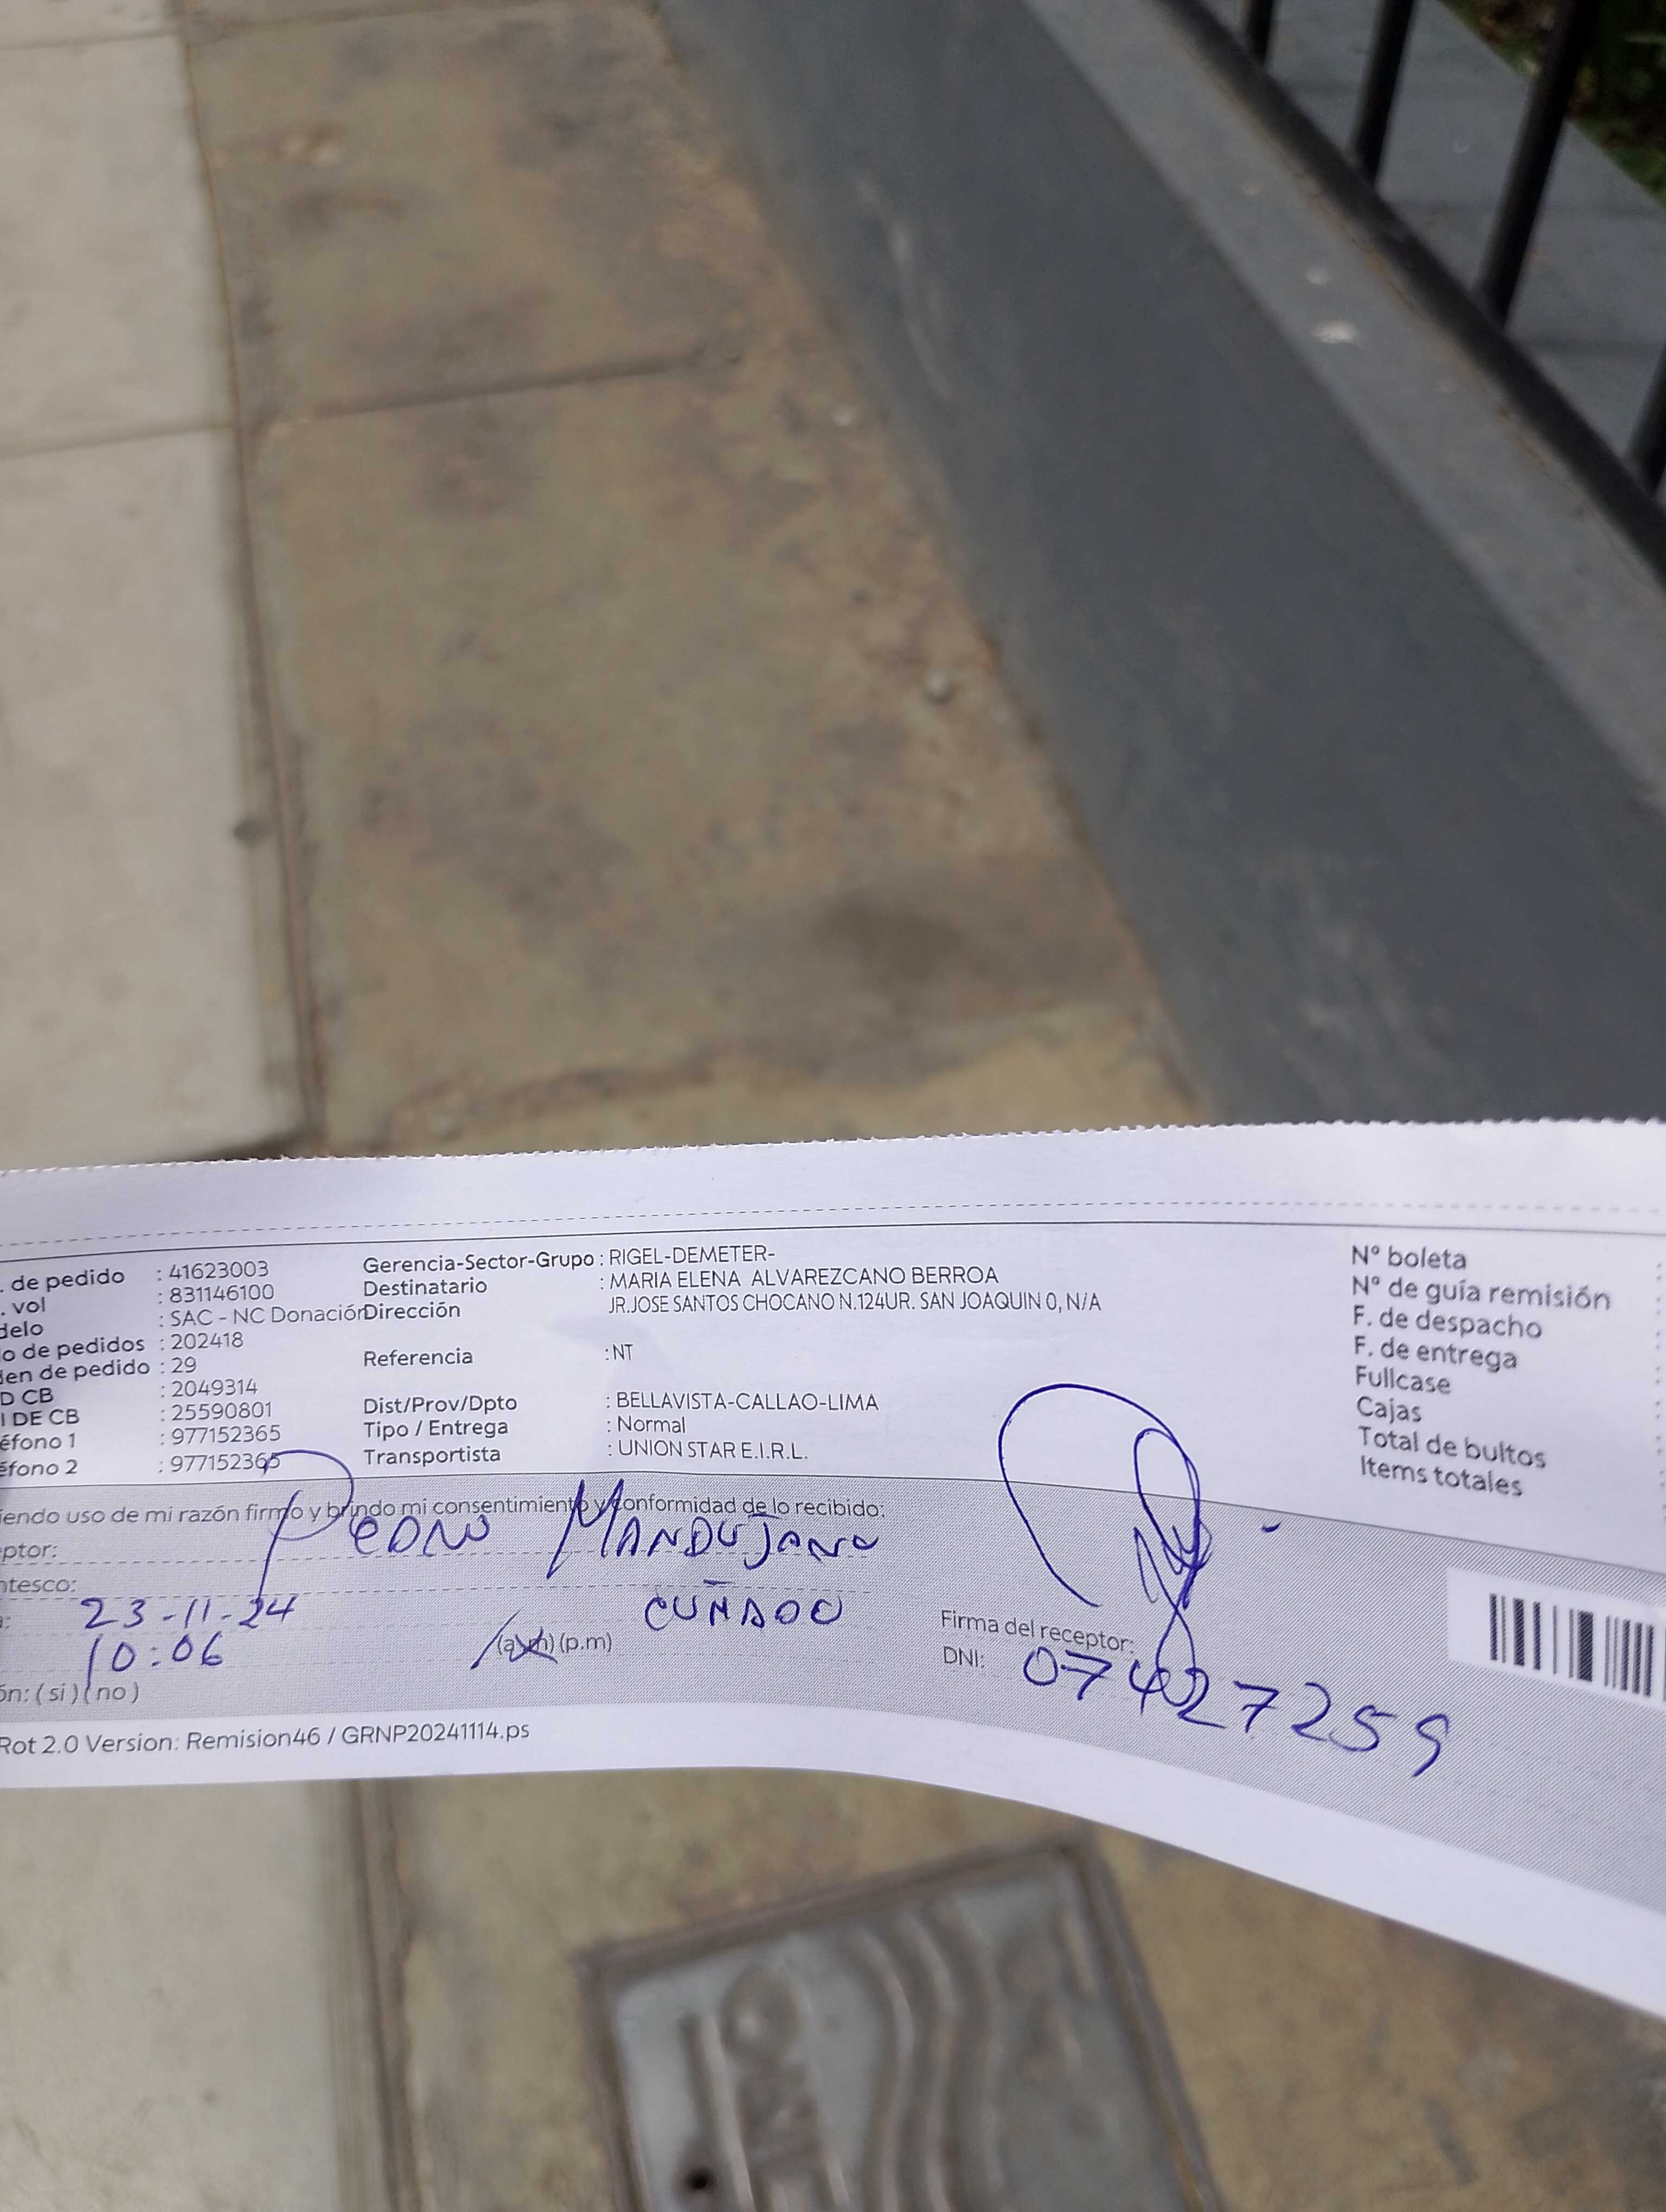 . de pedido : 41623003
. vol : 831146100
delo : SAC - NC Donación
o de pedidos : 202418
den de pedido : 29
D CB : 2049314
I DE CB : 25590801
éfono 1 : 977152365
éfono 2 : 977152365
Gerencia-Sector-Grupo : RIGEL-DEMETER-
Destinatario : MARIA ELENA ALVAREZCANO BERROA
Dirección JR.JOSE SANTOS CHOCANO N.124UR. SAN JOAQUIN 0, N/A
Referencia : NT
Dist/Prov/Dpto : BELLAVISTA-CALLAO-LIMA
Tipo / Entrega : Normal
Transportista : UNION STAR E.I.R.L.
Nº boleta :
Nº de guía remisión :
F. de despacho :
F. de entrega :
Fullcase
Cajas
Total de bultos
Items totales
iendo uso de mi razón firmo y brindo mi consentimiento y conformidad de lo recibido:
ptor: PEDRO MANDUJANO
ntesco: CUÑADO
: 23-11-24
10:06 (a.m) (p.m)
ón: ( si ) ( no )
Firma del receptor:
DNI: 07427259
Rot 2.0 Version: Remision46 / GRNP20241114.ps